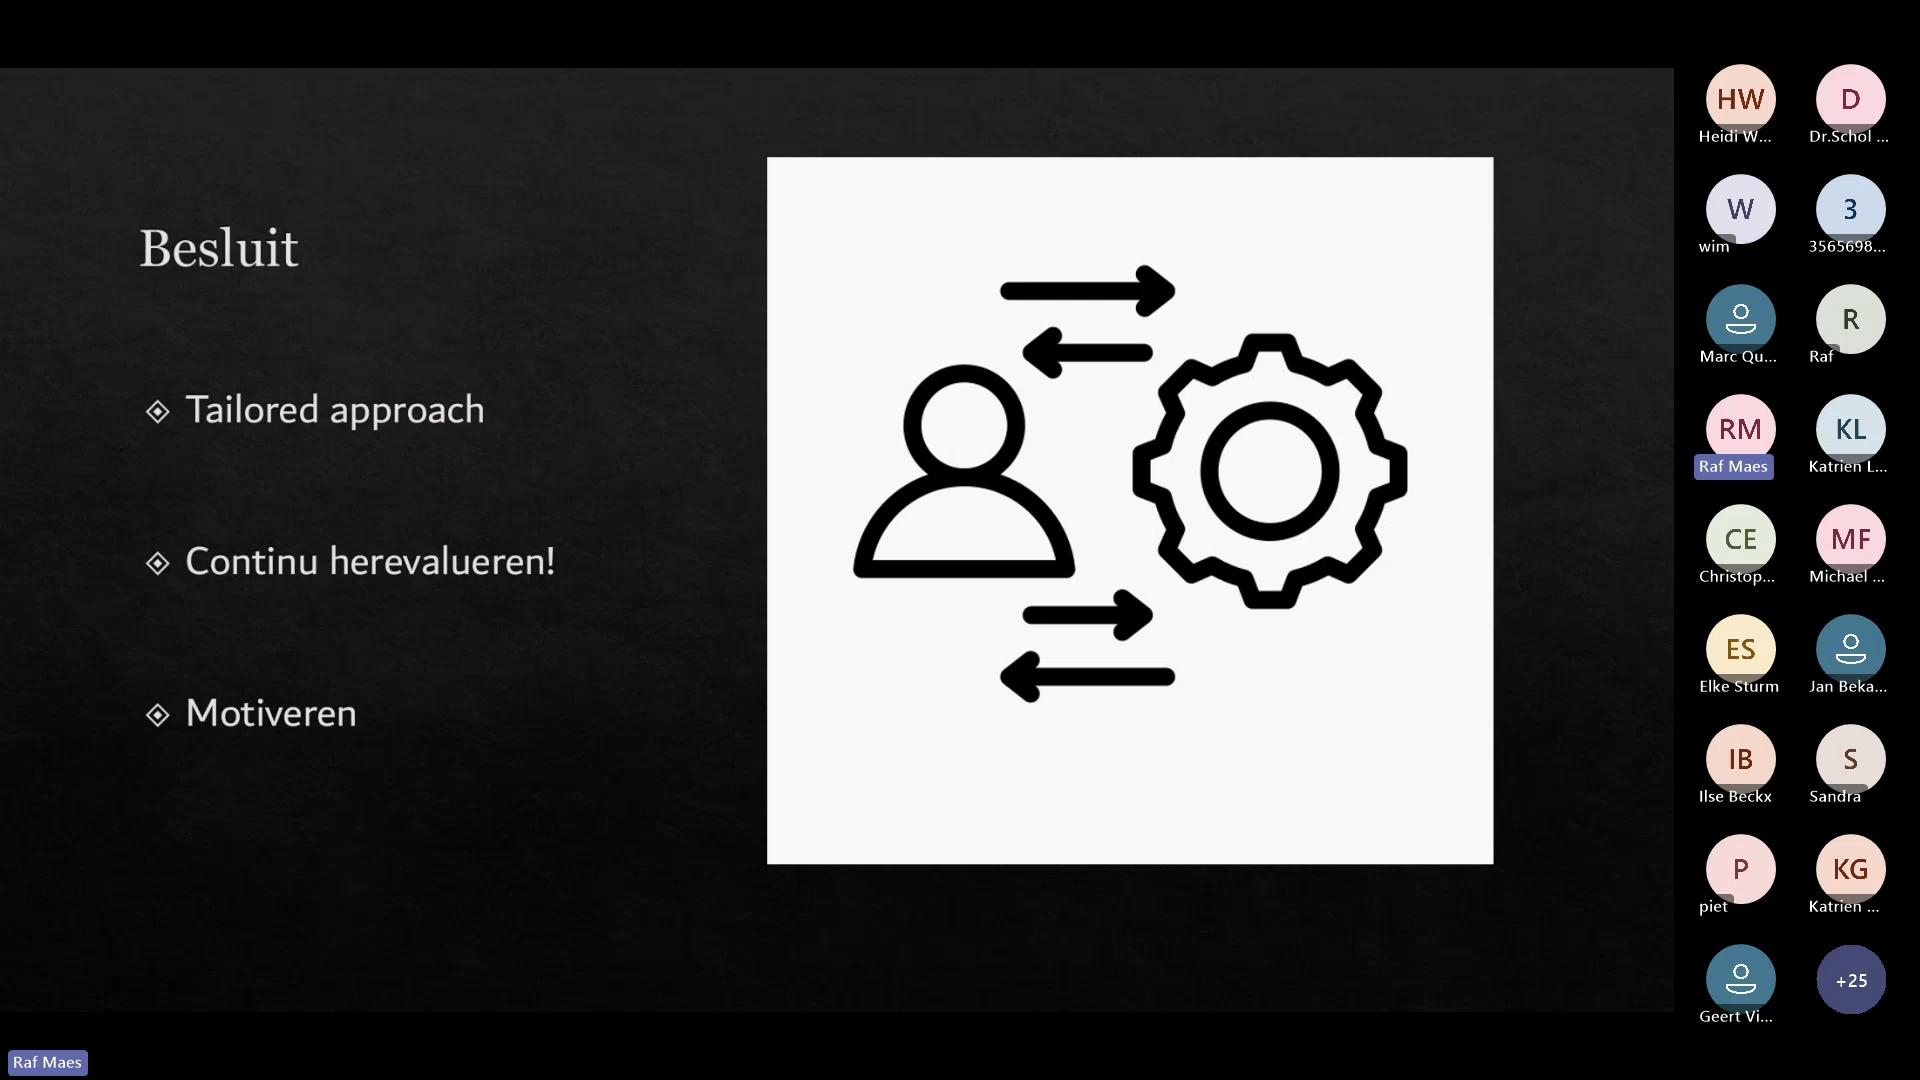 Besluit
Tailored approach
Continu herevalueren!
Motiveren
HW
Heidi W...
D
Dr.Schol ...
W
wim
3
3565698...
Marc Qu...
R
Raf
RM
Raf Maes
KL
Katrien L...
CE
Christop...
MF
Michael ...
ES
Elke Sturm
Jan Beka...
IB
Ilse Beckx
S
Sandra
P
piet
KG
Katrien ...
Geert Vi...
+25
Raf Maes